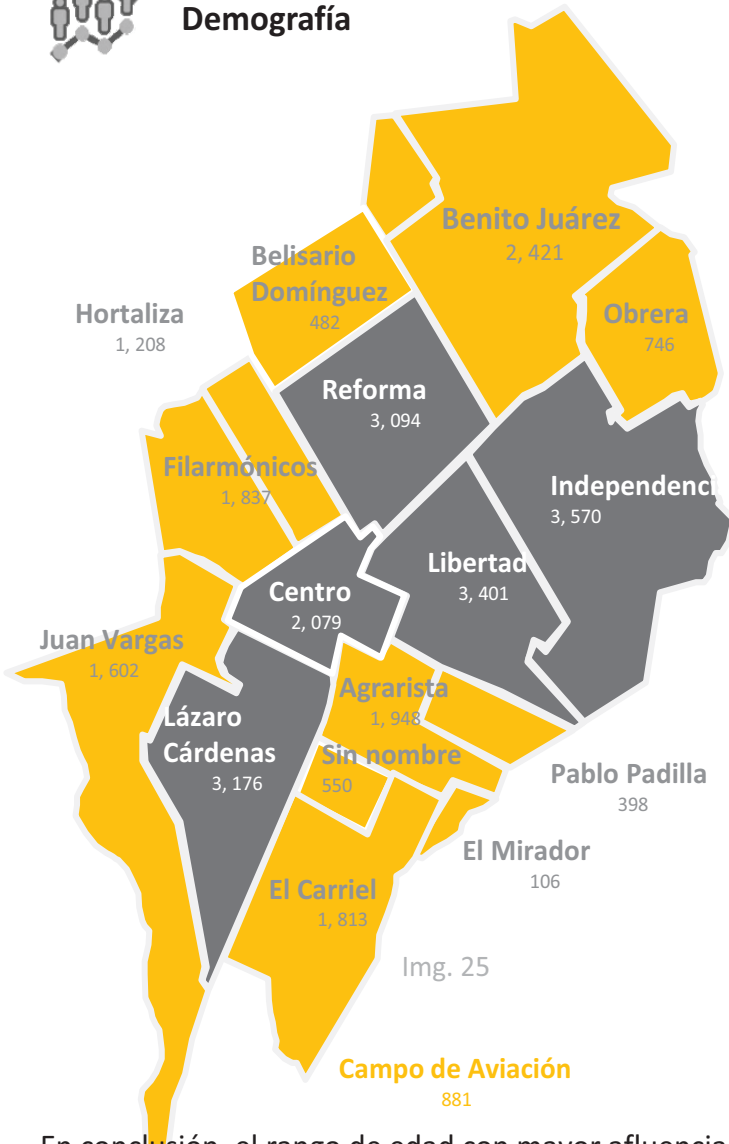 Demografía
Benito Juárez
2, 421
Belisario
Domínguez
482
Hortaliza
1, 208
Obrera
746
Reforma
3, 094
Filarmónicos
1, 837
Independenci
3, 570
Libertad
3, 401
Centro
2, 079
Juan Vargas
1, 602
Agrarista
1, 948
Lázaro
Cárdenas
3, 176
Sin nombre
550
Pablo Padilla
398
El Mirador
106
El Carriel
1, 813
Img. 25
Campo de Aviación
881
En conclusión, el rango de edad con mayor afluencia